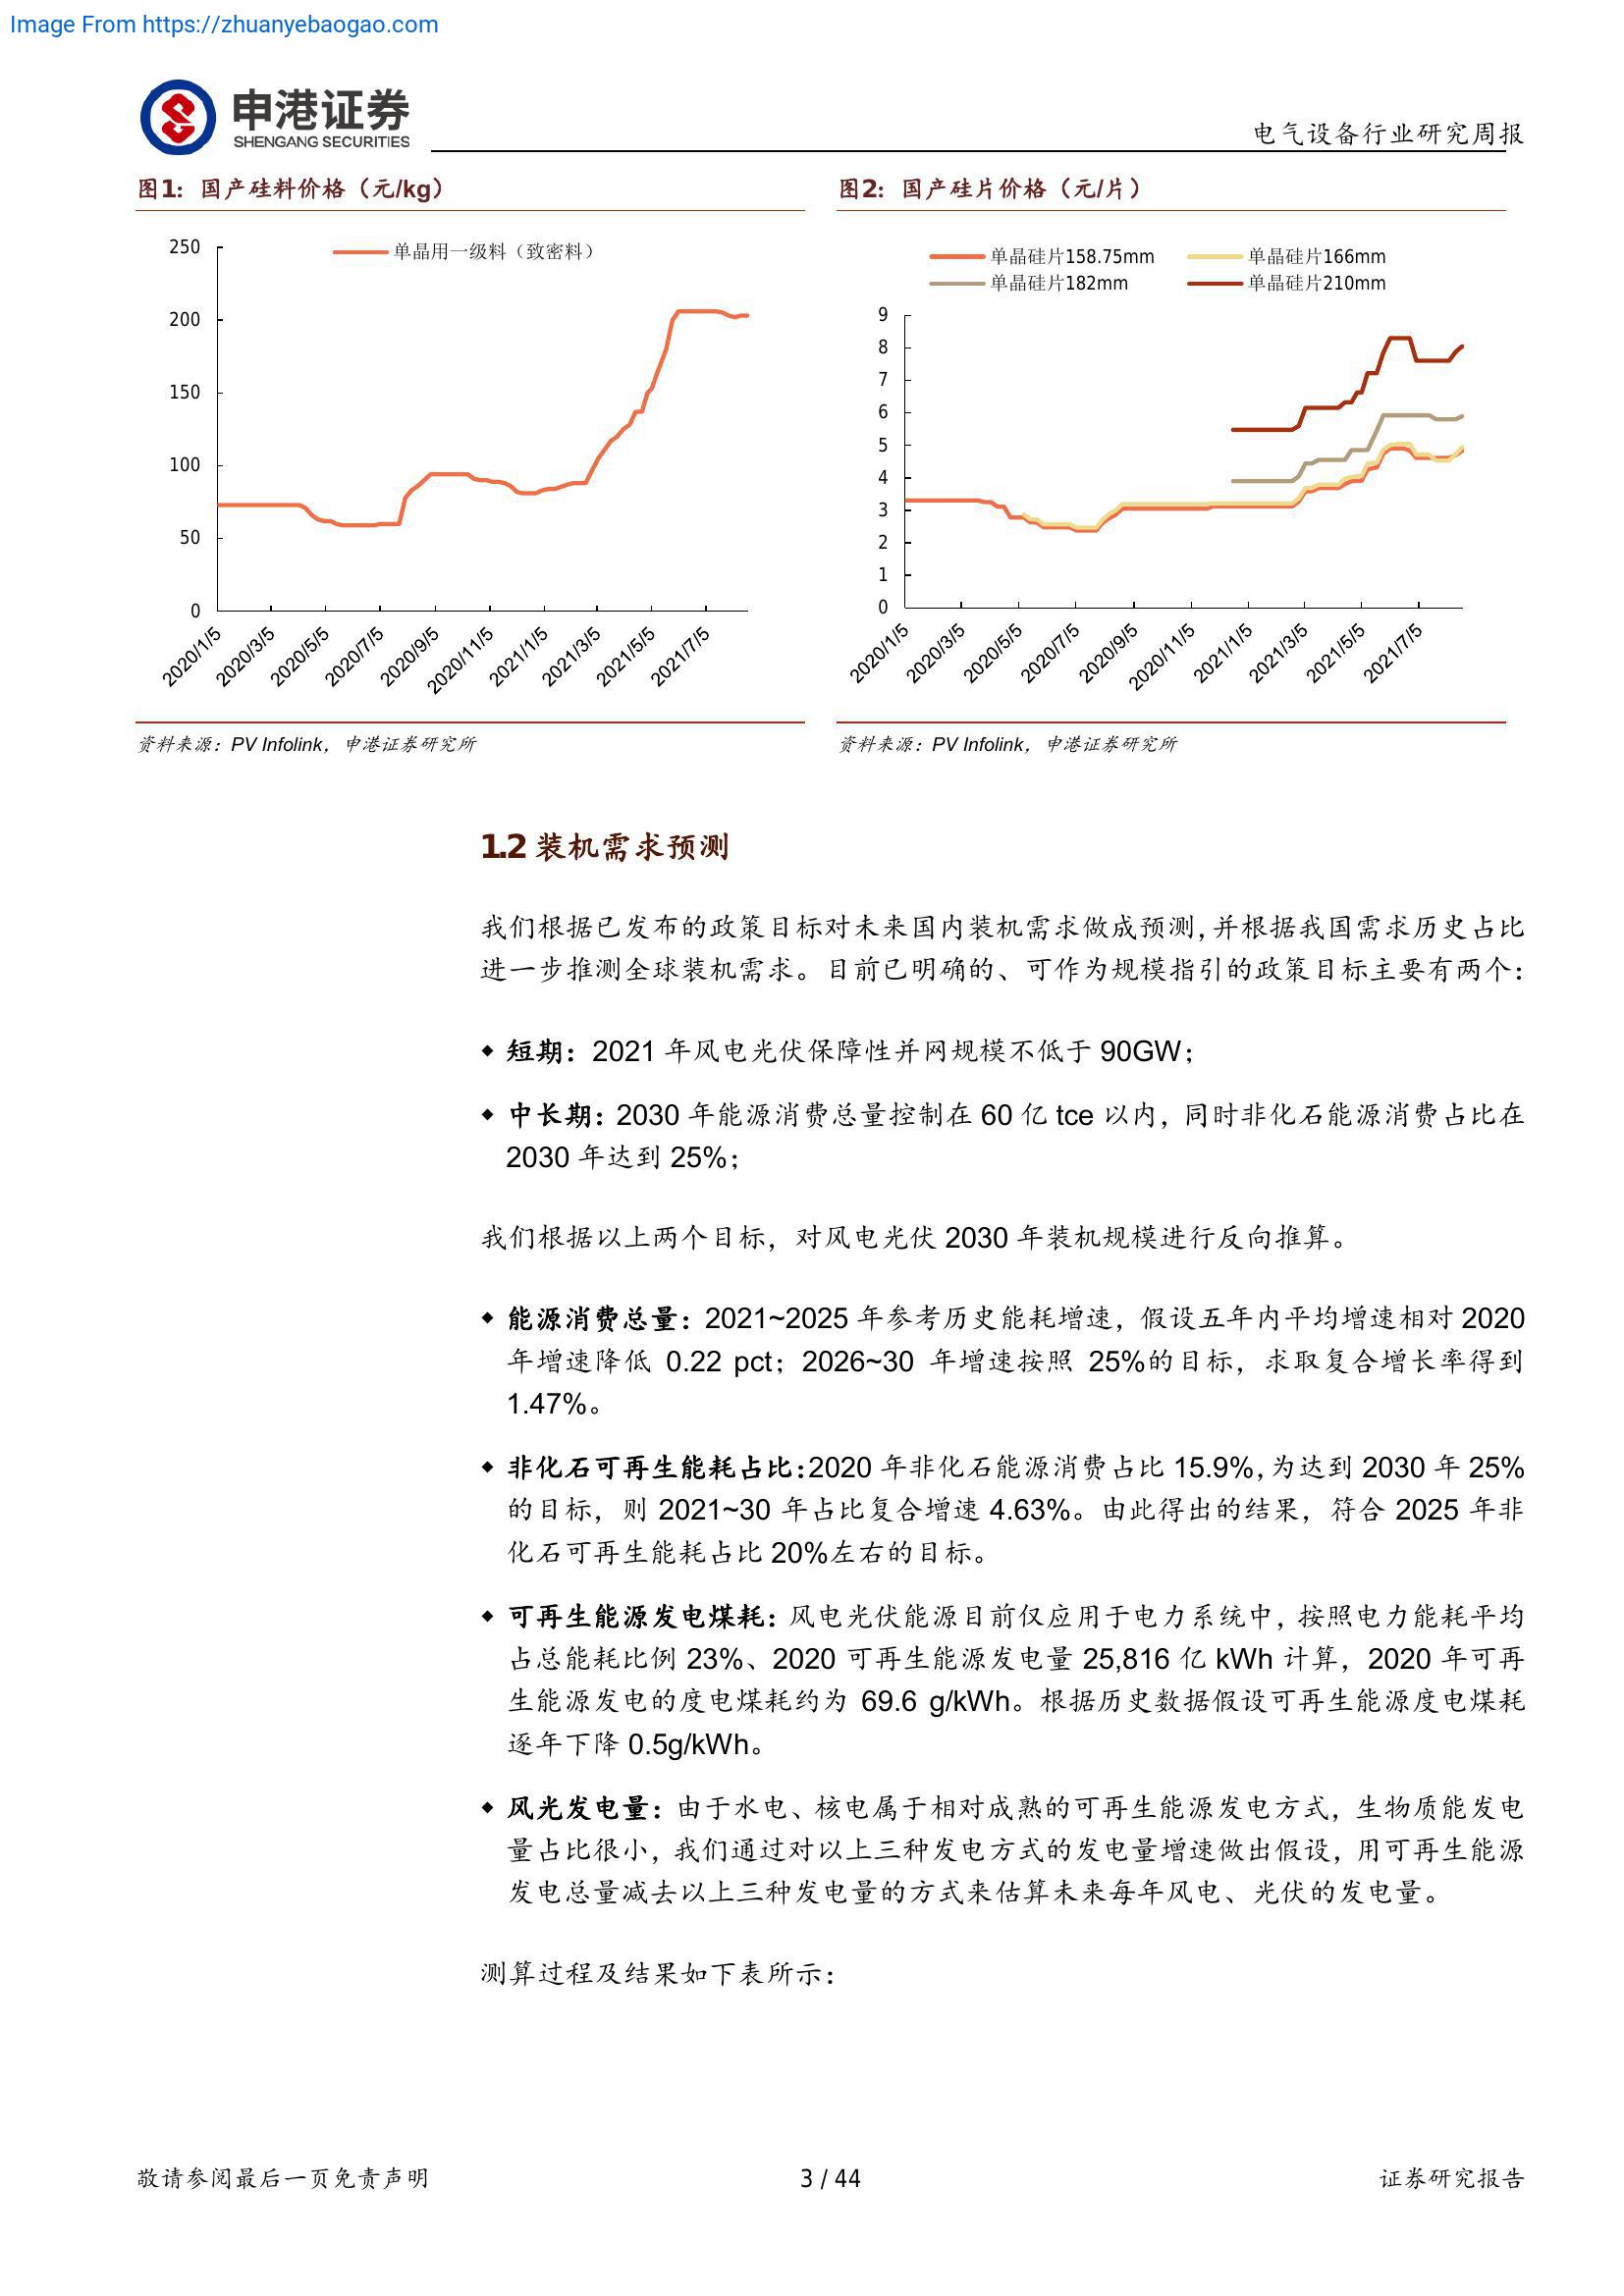 Image From https://zhuanyebaogao.com
申港证券
SHENGANG SECURITIES
电气设备行业研究周报
图1：国产硅料价格（元/kg）
单晶用一级料（致密料）
250
200
150
100
50
0
2020/1/5
2020/3/5
2020/5/5
2020/7/5
2020/9/5
2020/11/5
2021/1/5
2021/3/5
2021/5/5
2021/7/5
资料来源：PV Infolink，申港证券研究所
图2：国产硅片价格（元/片）
单晶硅片158.75mm
单晶硅片166mm
单晶硅片182mm
单晶硅片210mm
9
8
7
6
5
4
3
2
1
0
2020/1/5
2020/3/5
2020/5/5
2020/7/5
2020/9/5
2020/11/5
2021/1/5
2021/3/5
2021/5/5
2021/7/5
资料来源：PV Infolink，申港证券研究所
1.2 装机需求预测
我们根据已发布的政策目标对未来国内装机需求做成预测，并根据我国需求历史占比
进一步推测全球装机需求。目前已明确的、可作为规模指引的政策目标主要有两个：
◆ 短期：2021 年风电光伏保障性并网规模不低于 90GW；
◆ 中长期：2030 年能源消费总量控制在 60 亿 tce 以内，同时非化石能源消费占比在
2030 年达到 25%；
我们根据以上两个目标，对风电光伏 2030 年装机规模进行反向推算。
◆ 能源消费总量：2021~2025 年参考历史能耗增速，假设五年内平均增速相对 2020
年增速降低 0.22 pct；2026~30 年增速按照 25%的目标，求取复合增长率得到
1.47%。
◆ 非化石可再生能耗占比：2020 年非化石能源消费占比 15.9%，为达到 2030 年 25%
的目标，则 2021~30 年占比复合增速 4.63%。由此得出的结果，符合 2025 年非
化石可再生能耗占比 20%左右的目标。
◆ 可再生能源发电煤耗：风电光伏能源目前仅应用于电力系统中，按照电力能耗平均
占总能耗比例 23%、2020 可再生能源发电量 25,816 亿 kWh 计算，2020 年可再
生能源发电的度电煤耗约为 69.6 g/kWh。根据历史数据假设可再生能源度电煤耗
逐年下降 0.5g/kWh。
◆ 风光发电量：由于水电、核电属于相对成熟的可再生能源发电方式，生物质能发电
量占比很小，我们通过对以上三种发电方式的发电量增速做出假设，用可再生能源
发电总量减去以上三种发电量的方式来估算未来每年风电、光伏的发电量。
测算过程及结果如下表所示：
敬请参阅最后一页免责声明
3 / 44
证券研究报告